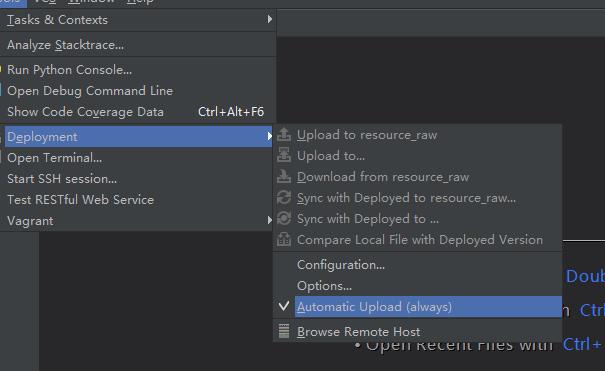 VCS Window Help
Tasks & Contexts
Analyze Stacktrace...
Run Python Console...
Open Debug Command Line
Show Code Coverage Data Ctrl+Alt+F6
Deployment
Upload to resource_raw
Open Terminal...
Upload to...
Start SSH session...
Download from resource_raw
Test RESTful Web Service
Sync with Deployed to resource_raw...
Vagrant
Sync with Deployed to ...
Compare Local File with Deployed Version
Configuration...
Options...
Automatic Upload (always)
Browse Remote Host
• Open Recent Files with Ctrl+